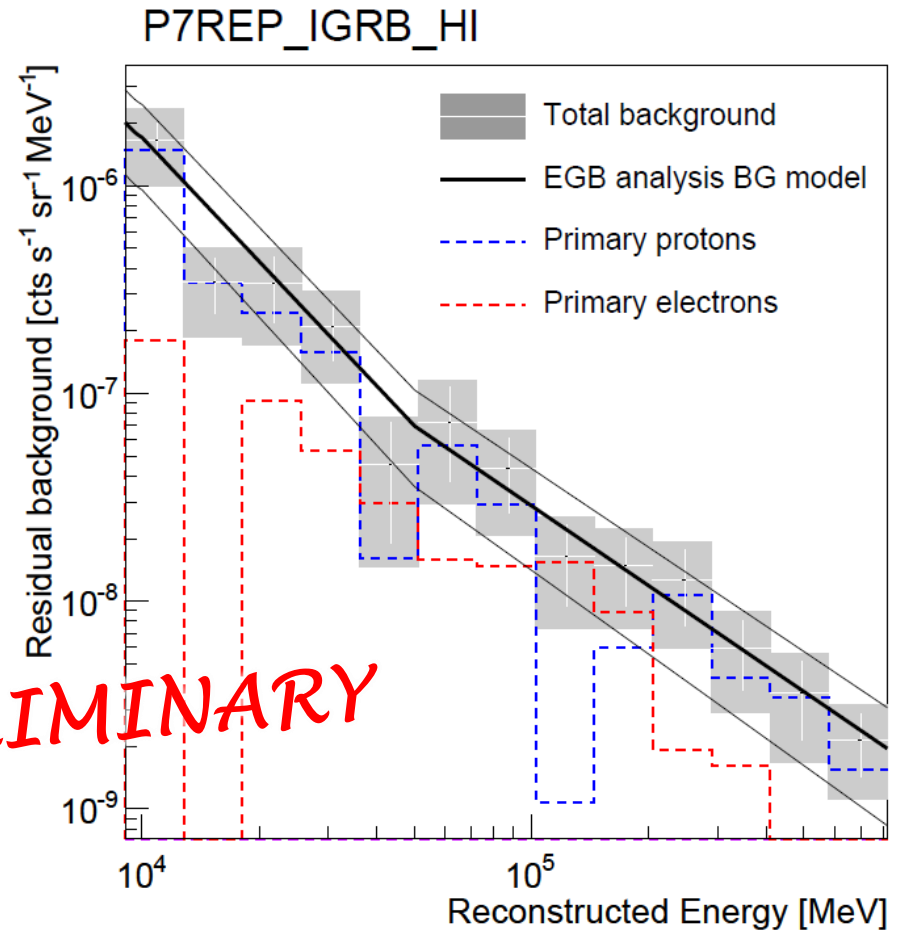 P7REP_IGRB_HI
Residual background [cts s⁻¹ sr⁻¹ MeV⁻¹]
Total background
EGB analysis BG model
Primary protons
Primary electrons
10⁻⁶
10⁻⁷
10⁻⁸
LIMINARY
10⁻⁹
10⁴ 10⁵
Reconstructed Energy [MeV]